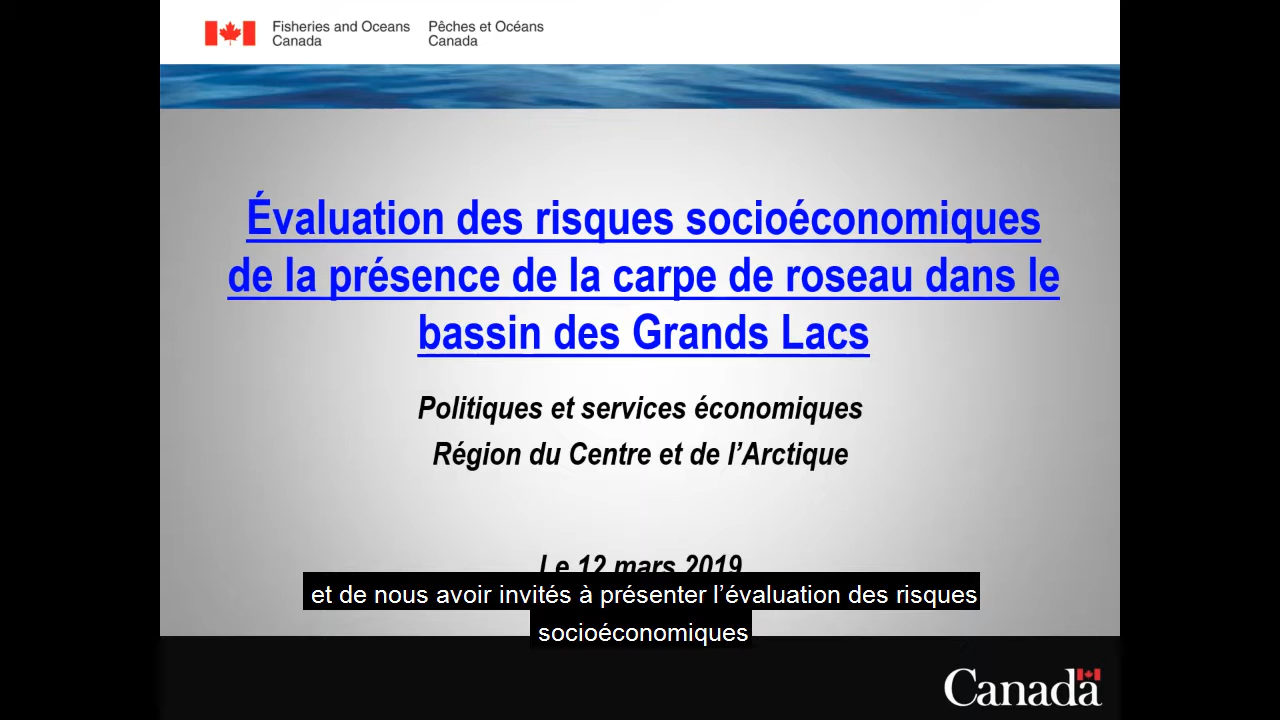 Fisheries and Oceans Pêches et Océans
Canada Canada
Évaluation des risques socioéconomiques
de la présence de la carpe de roseau dans le
bassin des Grands Lacs
Politiques et services économiques
Région du Centre et de l’Arctique
Le 12 mars 2019
et de nous avoir invités à présenter l’évaluation des risques
socioéconomiques
Canada